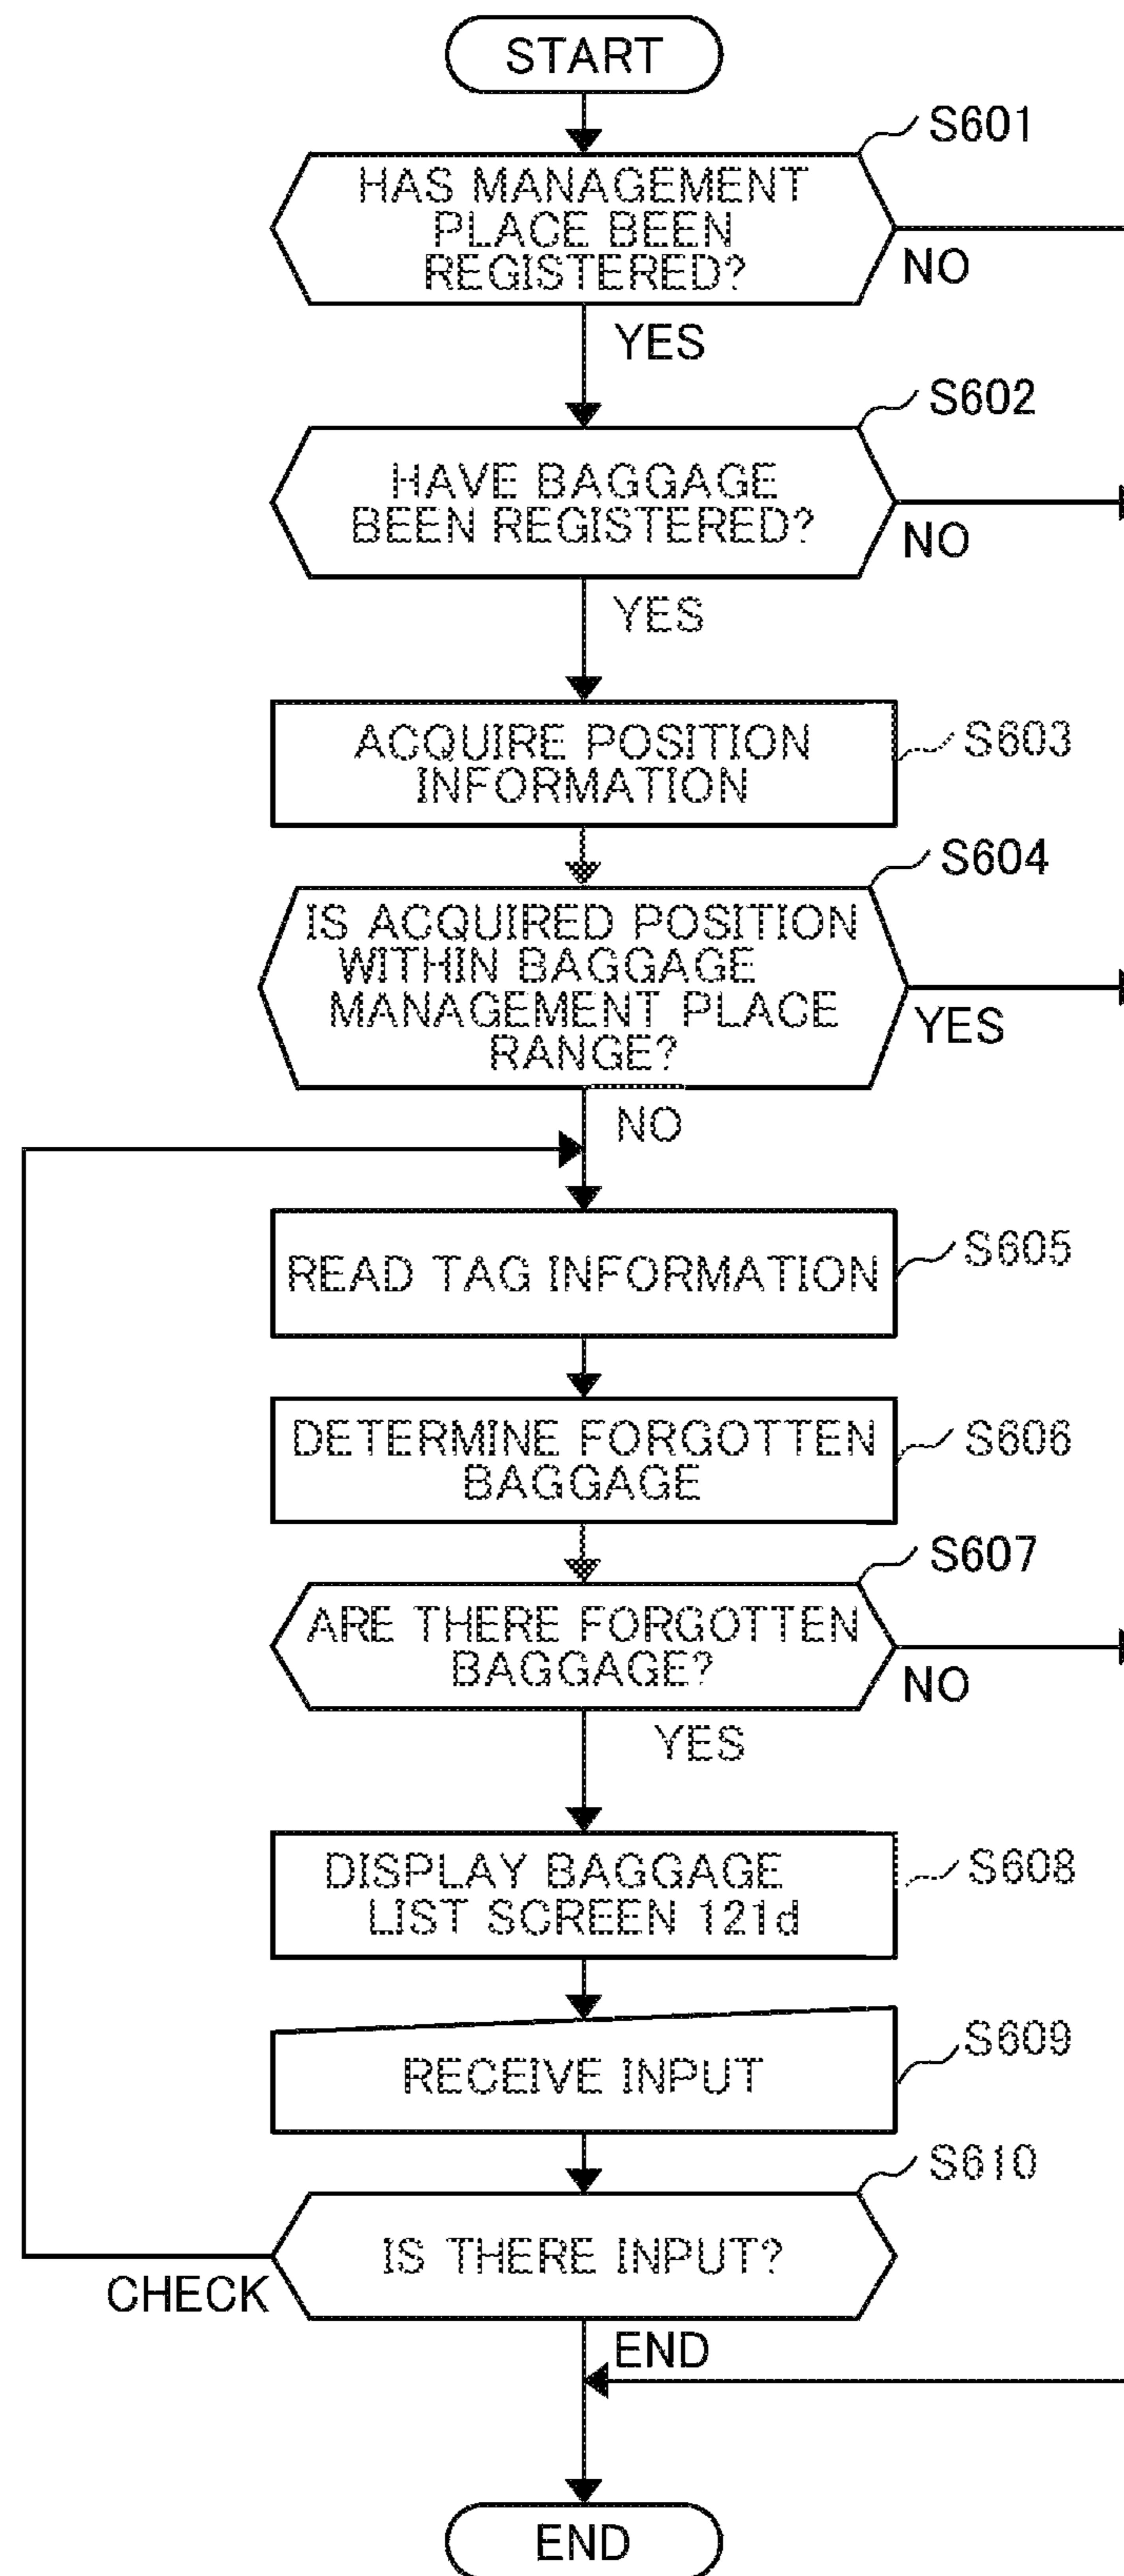 START
S601
HAS MANAGEMENT
PLACE BEEN
REGISTERED?
NO
YES
S602
HAVE BAGGAGE
BEEN REGISTERED?
NO
YES
ACQUIRE POSITION
INFORMATION
S603
S604
IS ACQUIRED POSITION
WITHIN BAGGAGE
MANAGEMENT PLACE
RANGE?
YES
NO
READ TAG INFORMATION
S605
DETERMINE FORGOTTEN
BAGGAGE
S606
S607
ARE THERE FORGOTTEN
BAGGAGE?
NO
YES
DISPLAY BAGGAGE
LIST SCREEN 121d
S608
RECEIVE INPUT
S609
S610
IS THERE INPUT?
CHECK
END
END